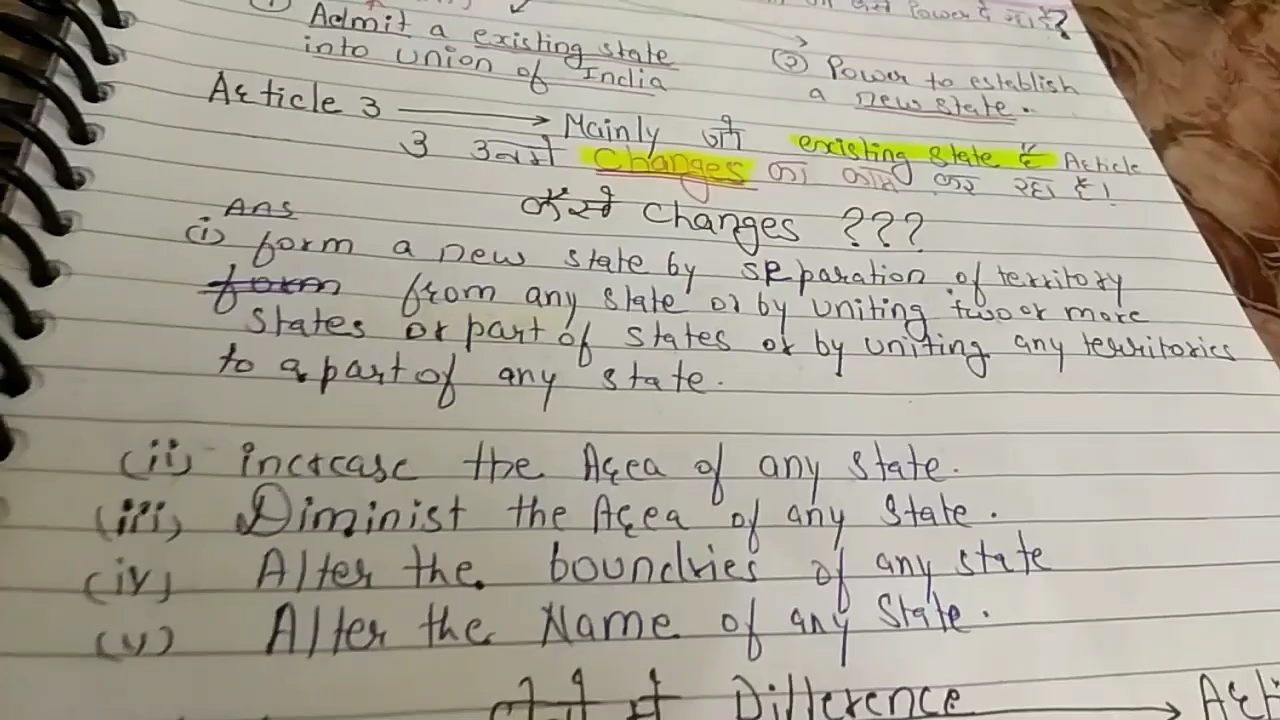 ① Admit a existing state
into union of India
② Power to establish
a new state.
Article 3 → Mainly जो existing state है Article
3 उनमे changes का काम कर रहा है।
कैसे changes ???
Ans
(i) form a new state by separation of territory
form from any state or by uniting two or more
states or part of states or by uniting any territories
to a part of any state.
(ii) increase the Area of any state.
(iii) Diminist the Area of any state.
(iv) Alter the boundries of any state
(v) Alter the Name of any state.
Difference →